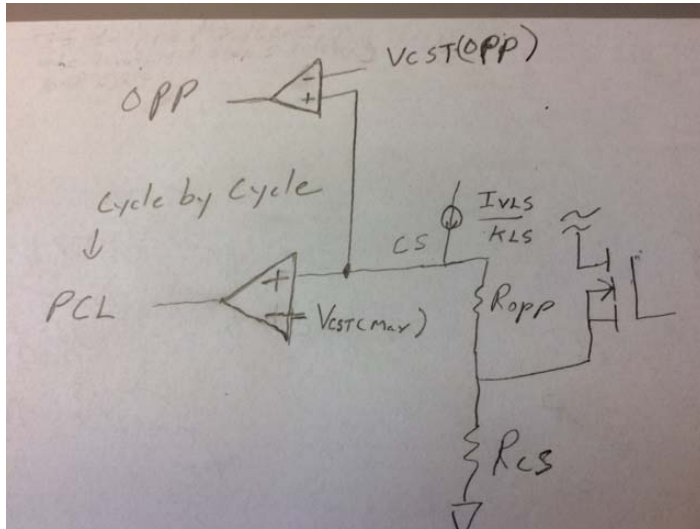 VCST(OPP)
-
+
OPP
Cycle by Cycle
IVLS
KLS
CS
+
PCL
VCST(Max)
ROPP
RCS